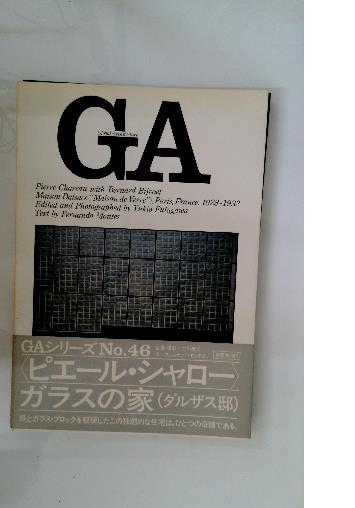 GA
Global Architecture
Pierre Chareau with Bernard Bijvoet
Maison Dalsace "Maison de Verre", Paris, France. 1928-1932
Edited and Photographed by Yukio Futagawa
Text by Fernando Montes
GAシリーズ No.46
〈ピエール・シャロー〉
ガラスの家(ダルザス邸)
鉄とガラス・ブロックを駆使したこの独創的な住宅は、ひとつの奇蹟である。